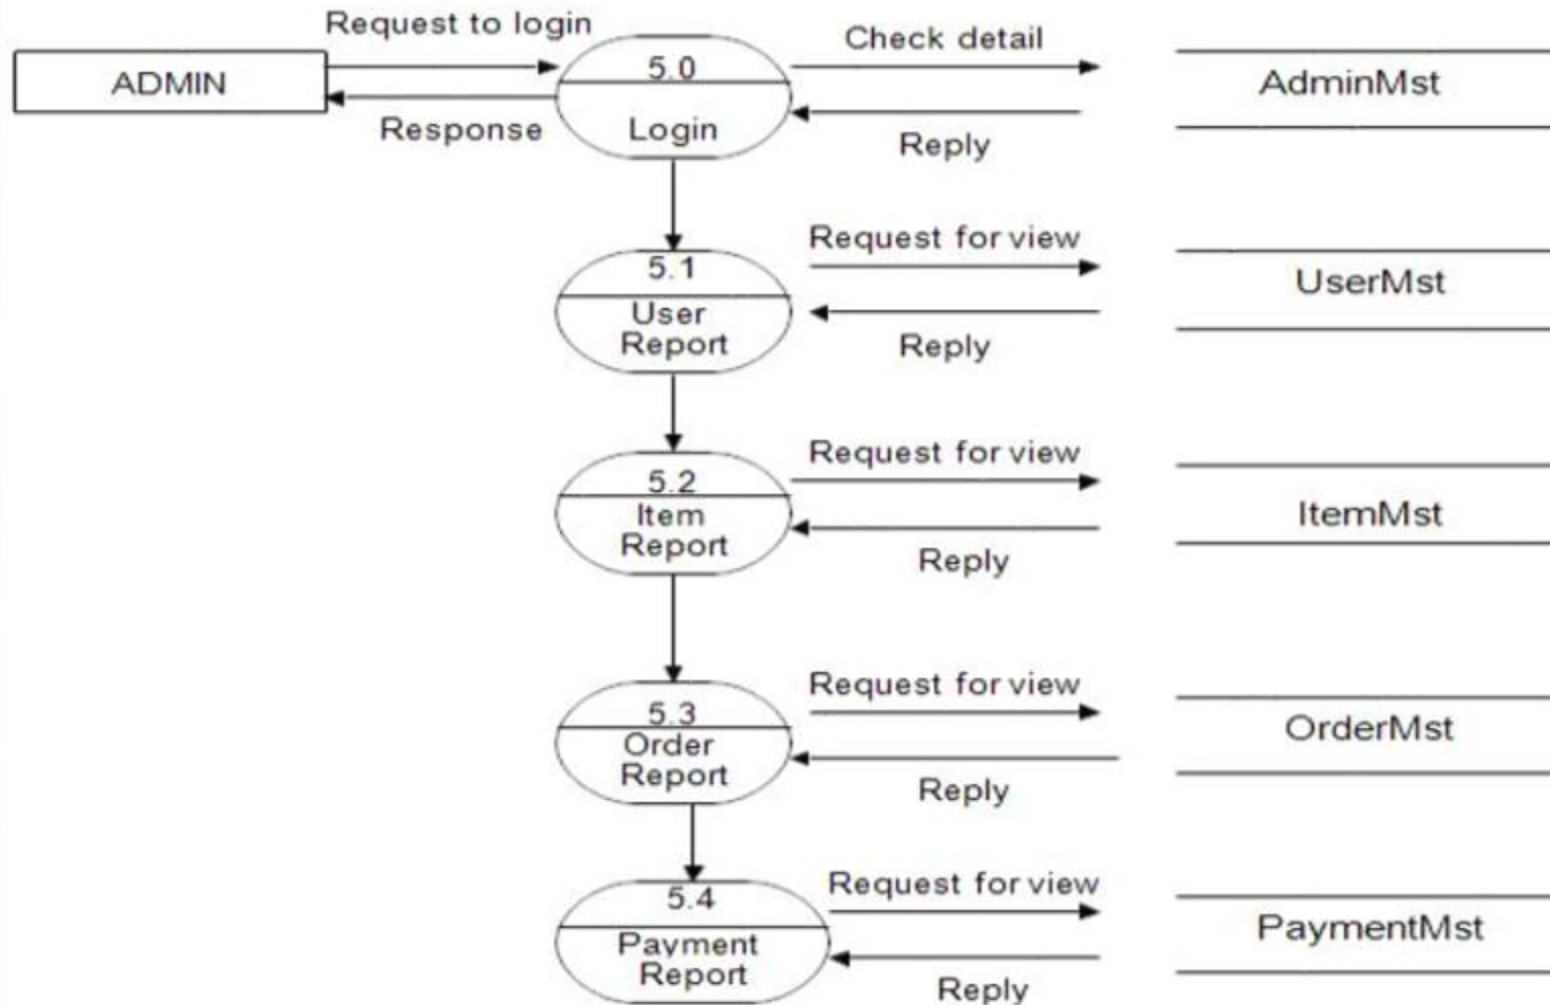 Request to login
Check detail
ADMIN
5.0
AdminMst
Response
Login
Reply
Request for view
5.1
UserMst
User
Report
Reply
Request for view
5.2
ItemMst
Item
Report
Reply
Request for view
5.3
OrderMst
Order
Report
Reply
Request for view
5.4
PaymentMst
Payment
Report
Reply